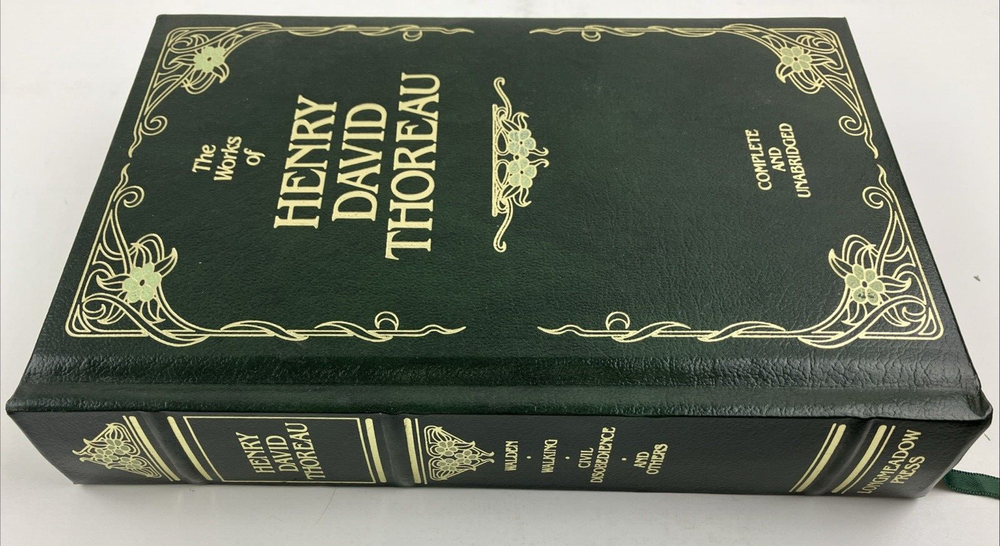 The
Works
of
HENRY
DAVID
THOREAU
COMPLETE
AND
UNABRIDGED
HENRY
DAVID
THOREAU
WALDEN
•
WALKING
•
CIVIL
DISOBEDIENCE
•
AND
OTHERS
LONGMEADOW
PRESS